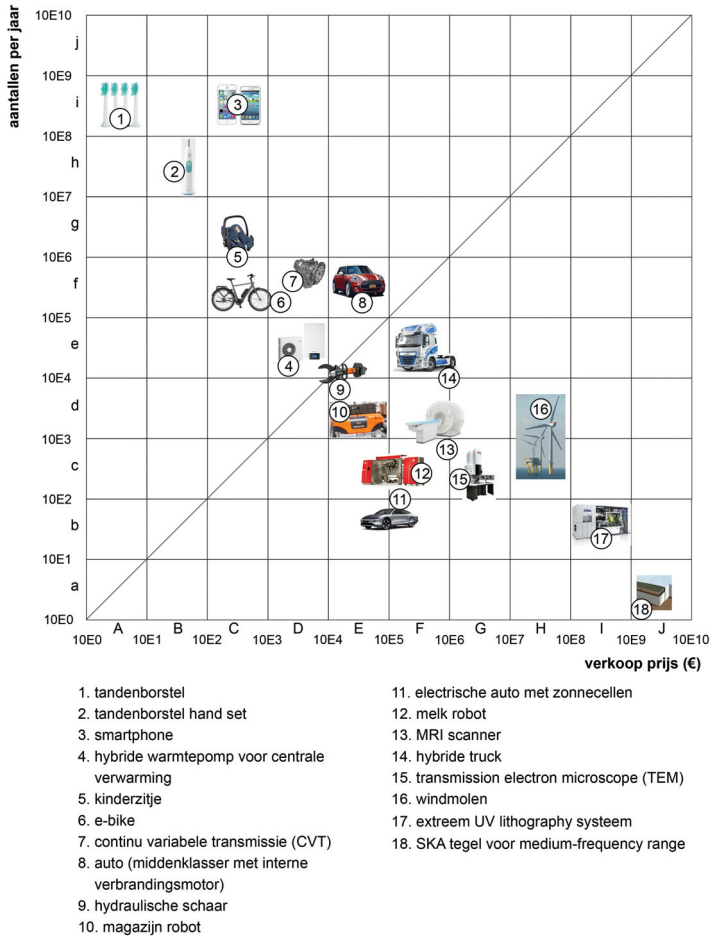 aantallen per jaar
10E10
j
10E9
i
1
3
10E8
h
2
10E7
g
5
10E6
f
7
6
8
10E5
e
4
9
14
10E4
d
10
16
13
10E3
c
12
15
11
10E2
b
17
10E1
a
18
10E0
A B C D E F G H I J
10E0 10E1 10E2 10E3 10E4 10E5 10E6 10E7 10E8 10E9 10E10
verkoop prijs (€)
1. tandenborstel
2. tandenborstel hand set
3. smartphone
4. hybride warmtepomp voor centrale
verwarming
5. kinderzitje
6. e-bike
7. continu variabele transmissie (CVT)
8. auto (middenklasser met interne
verbrandingsmotor)
9. hydraulische schaar
10. magazijn robot
11. electrische auto met zonnecellen
12. melk robot
13. MRI scanner
14. hybride truck
15. transmission electron microscope (TEM)
16. windmolen
17. extreem UV lithography systeem
18. SKA tegel voor medium-frequency range